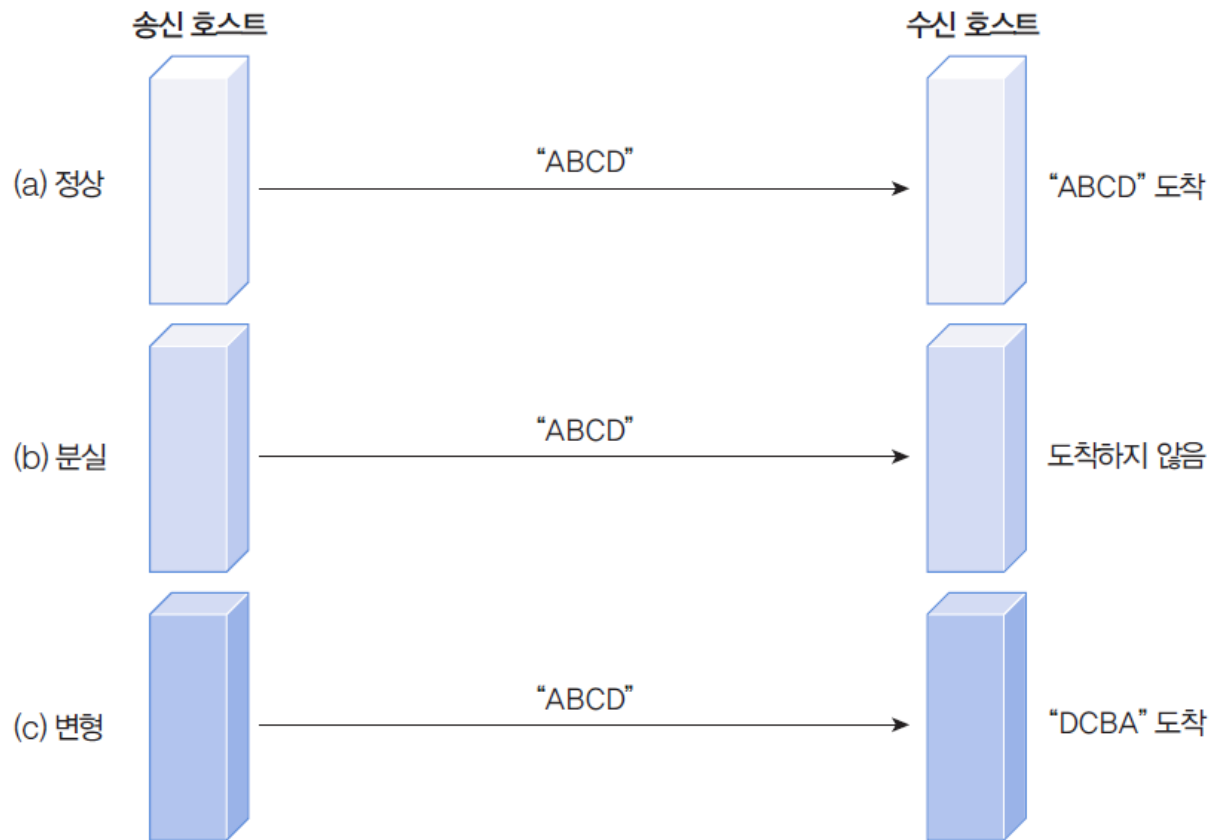 송신 호스트
수신 호스트
(a) 정상
“ABCD”
“ABCD” 도착
(b) 분실
“ABCD”
도착하지 않음
(c) 변형
“ABCD”
“DCBA” 도착